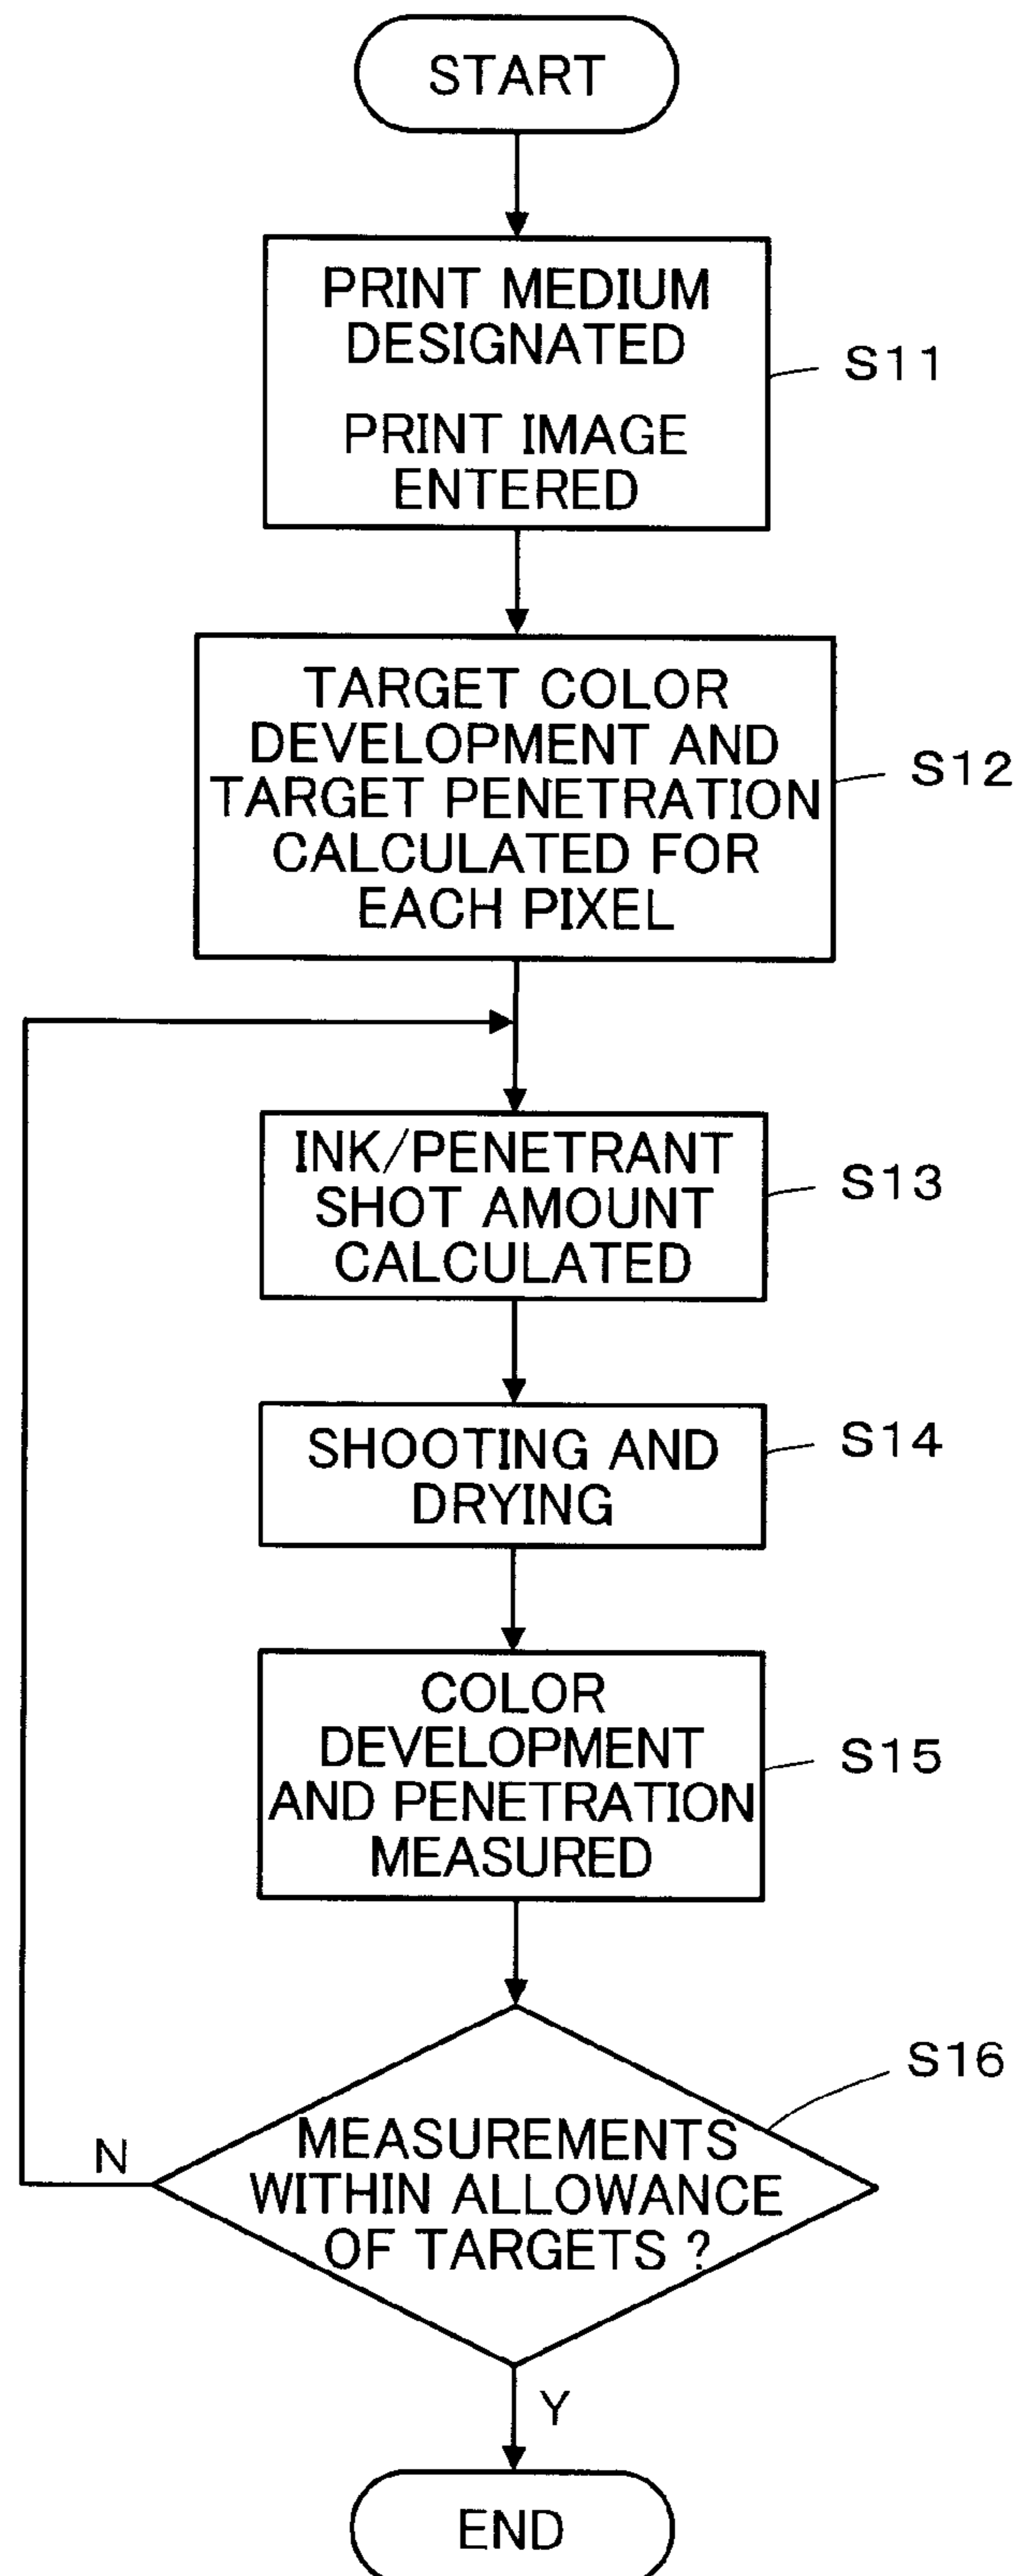 START
PRINT MEDIUM
DESIGNATED
PRINT IMAGE
ENTERED
S11
TARGET COLOR
DEVELOPMENT AND
TARGET PENETRATION
CALCULATED FOR
EACH PIXEL
S12
INK/PENETRANT
SHOT AMOUNT
CALCULATED
S13
SHOOTING AND
DRYING
S14
COLOR
DEVELOPMENT
AND PENETRATION
MEASURED
S15
MEASUREMENTS
WITHIN ALLOWANCE
OF TARGETS ?
S16
N
Y
END